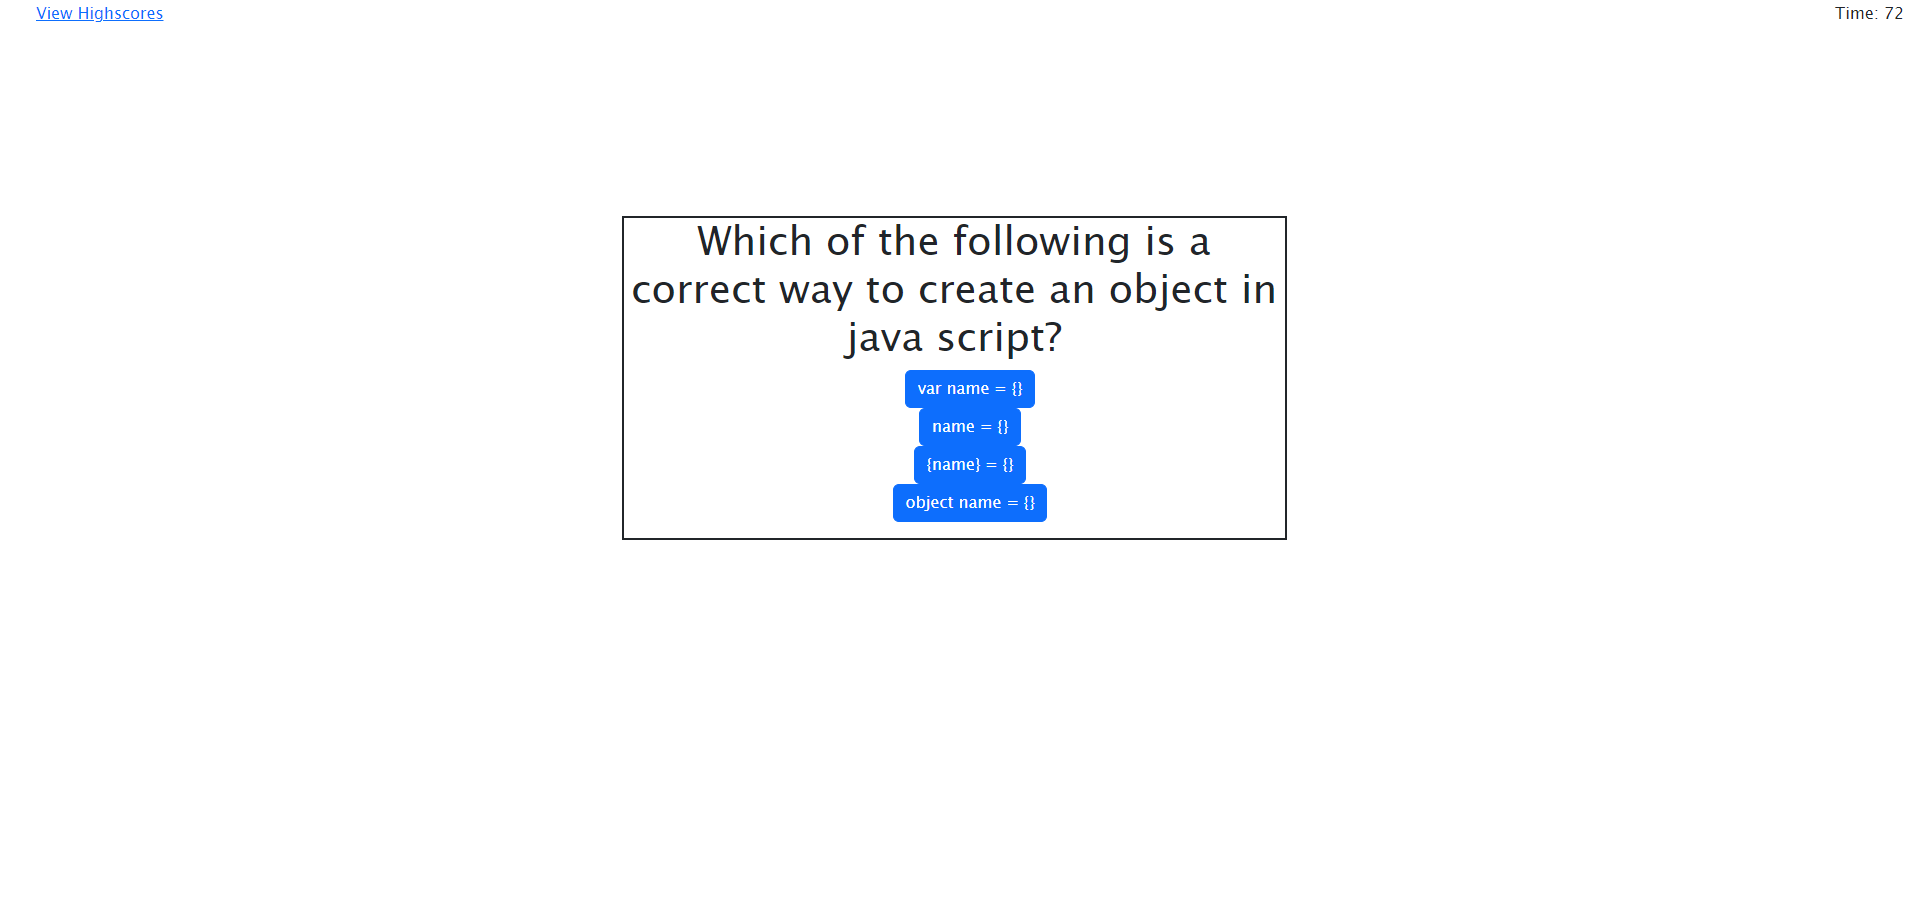 View Highscores
Time: 72
Which of the following is a
correct way to create an object in
java script?
var name = {}
name = {}
{name} = {}
object name = {}